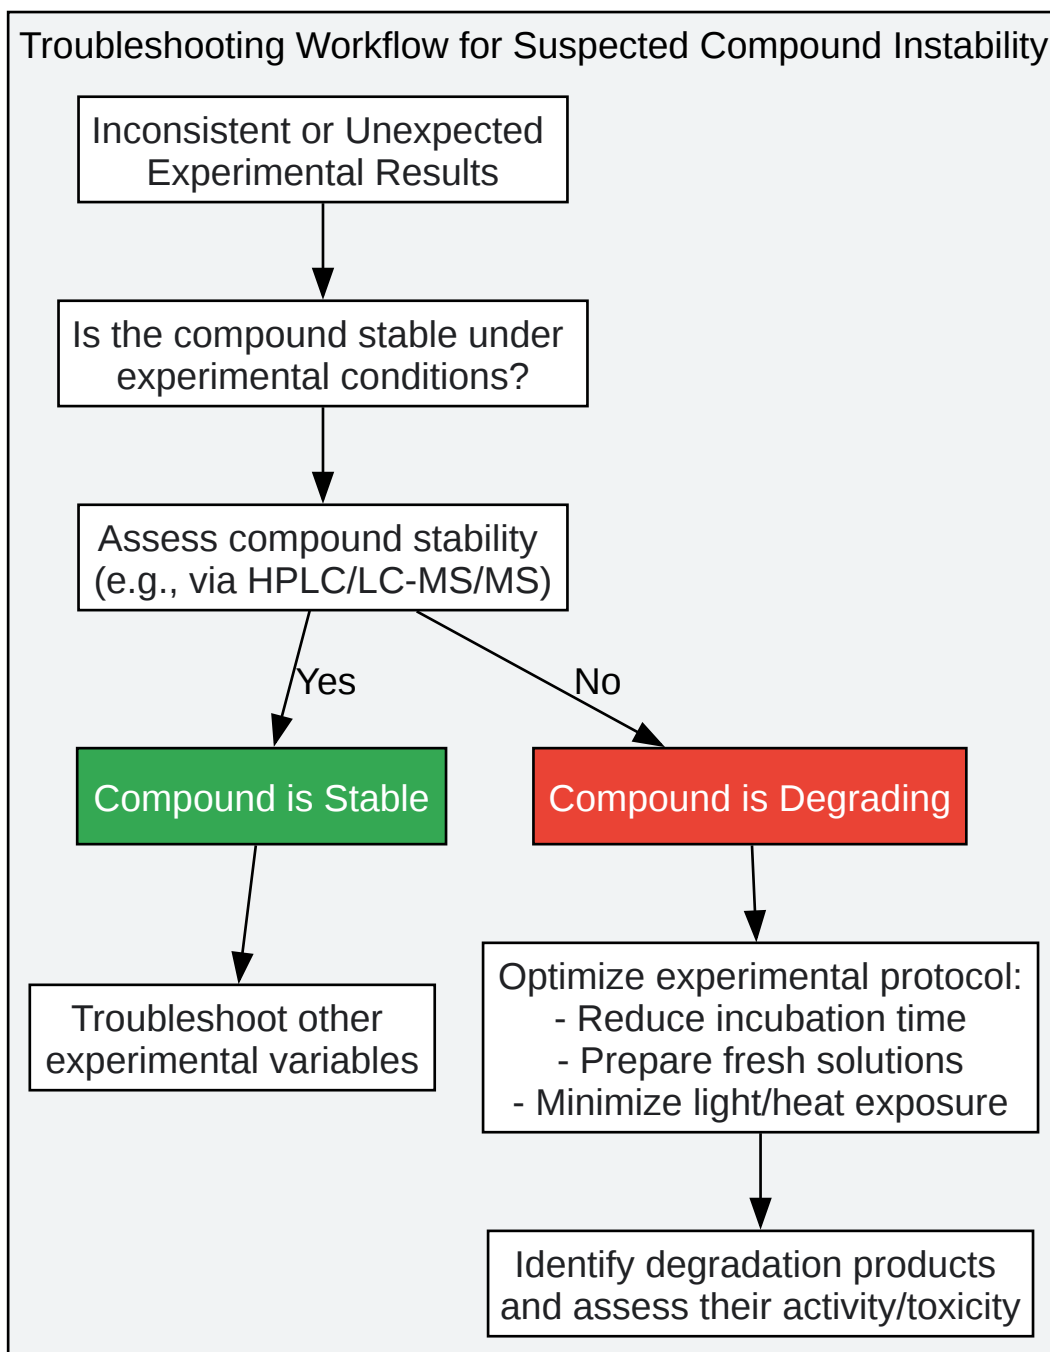 Troubleshooting Workflow for Suspected Compound Instability
Inconsistent or Unexpected
Experimental Results
Is the compound stable under
experimental conditions?
Assess compound stability
(e.g., via HPLC/LC-MS/MS)
Yes
No
Compound is Stable
Compound is Degrading
Troubleshoot other
experimental variables
Optimize experimental protocol:
- Reduce incubation time
- Prepare fresh solutions
- Minimize light/heat exposure
Identify degradation products
and assess their activity/toxicity